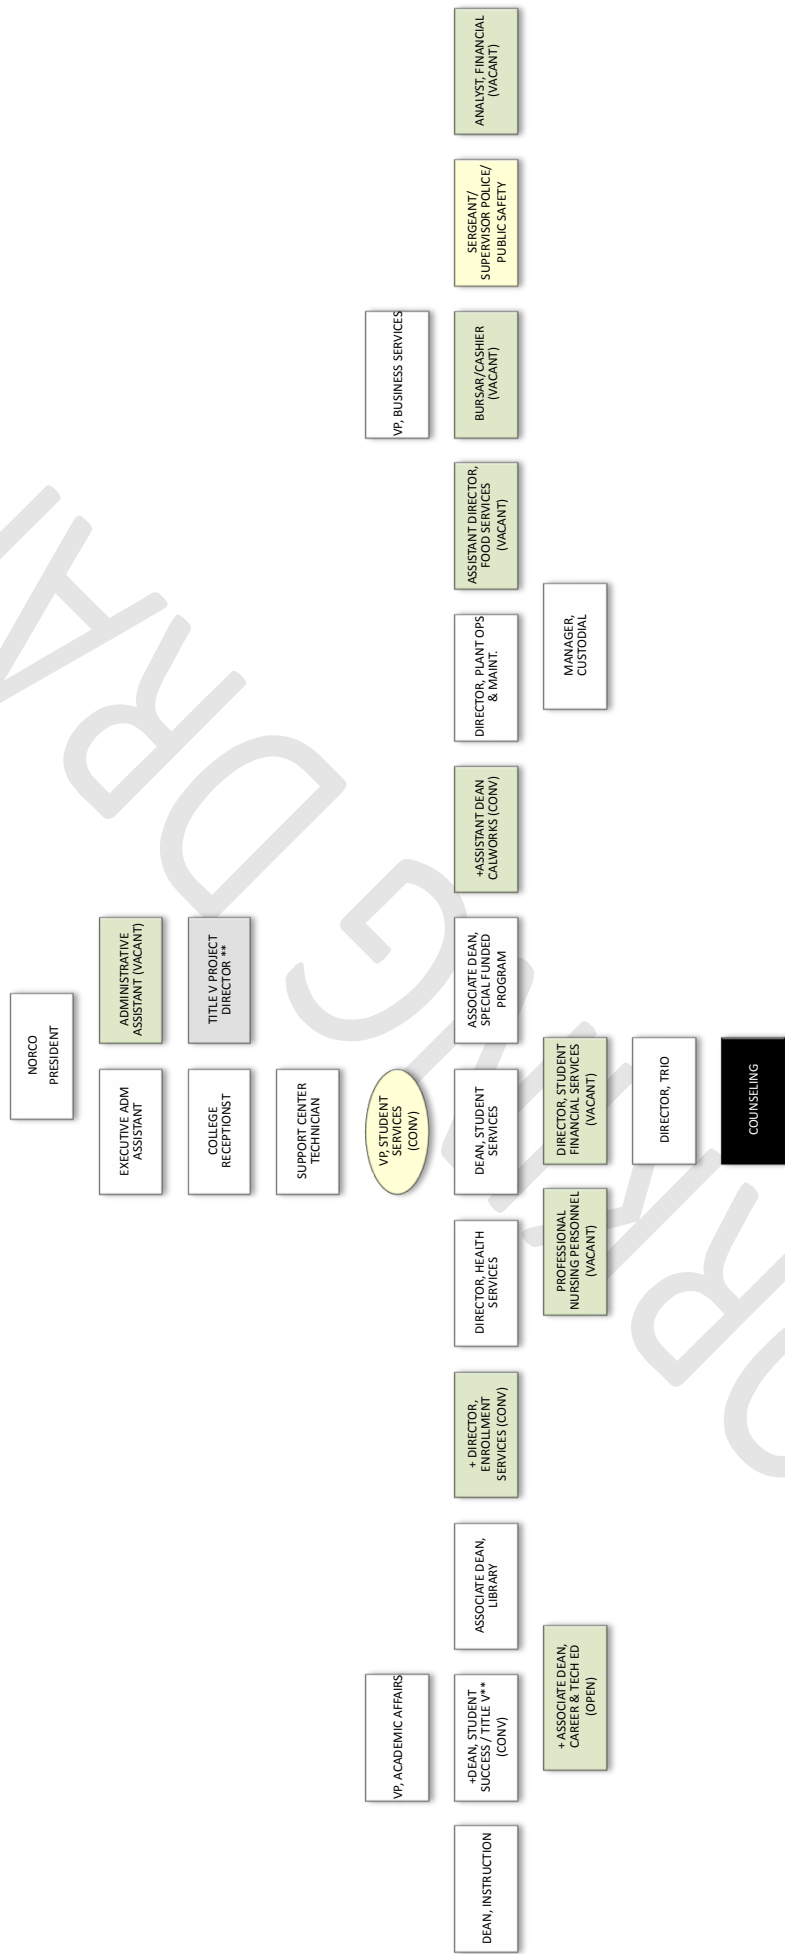 NORCO
PRESIDENT
EXECUTIVE ADM
ASSISTANT
ADMINISTRATIVE
ASSISTANT (VACANT)
COLLEGE
RECEPTIONST
TITLE V PROJECT
DIRECTOR **
SUPPORT CENTER
TECHNICIAN
VP, ACADEMIC AFFAIRS
VP, STUDENT
SERVICES
(CONV)
VP, BUSINESS SERVICES
DEAN, INSTRUCTION
+DEAN, STUDENT
SUCCESS / TITLE V**
(CONV)
ASSOCIATE DEAN,
LIBRARY
+ DIRECTOR,
ENROLLMENT
SERVICES (CONV)
DIRECTOR, HEALTH
SERVICES
DEAN, STUDENT
SERVICES
ASSOCIATE DEAN,
SPECIAL FUNDED
PROGRAM
+ASSISTANT DEAN
CALWORKS (CONV)
DIRECTOR, PLANT OPS
& MAINT.
ASSISTANT DIRECTOR,
FOOD SERVICES
(VACANT)
BURSAR/CASHIER
(VACANT)
SERGEANT/
SUPERVISOR POLICE/
PUBLIC SAFETY
ANALYST, FINANCIAL
(VACANT)
+ ASSOCIATE DEAN,
CAREER & TECH ED
(OPEN)
PROFESSIONAL
NURSING PERSONNEL
(VACANT)
DIRECTOR, STUDENT
FINANCIAL SERVICES
(VACANT)
MANAGER,
CUSTODIAL
DIRECTOR, TRIO
COUNSELING